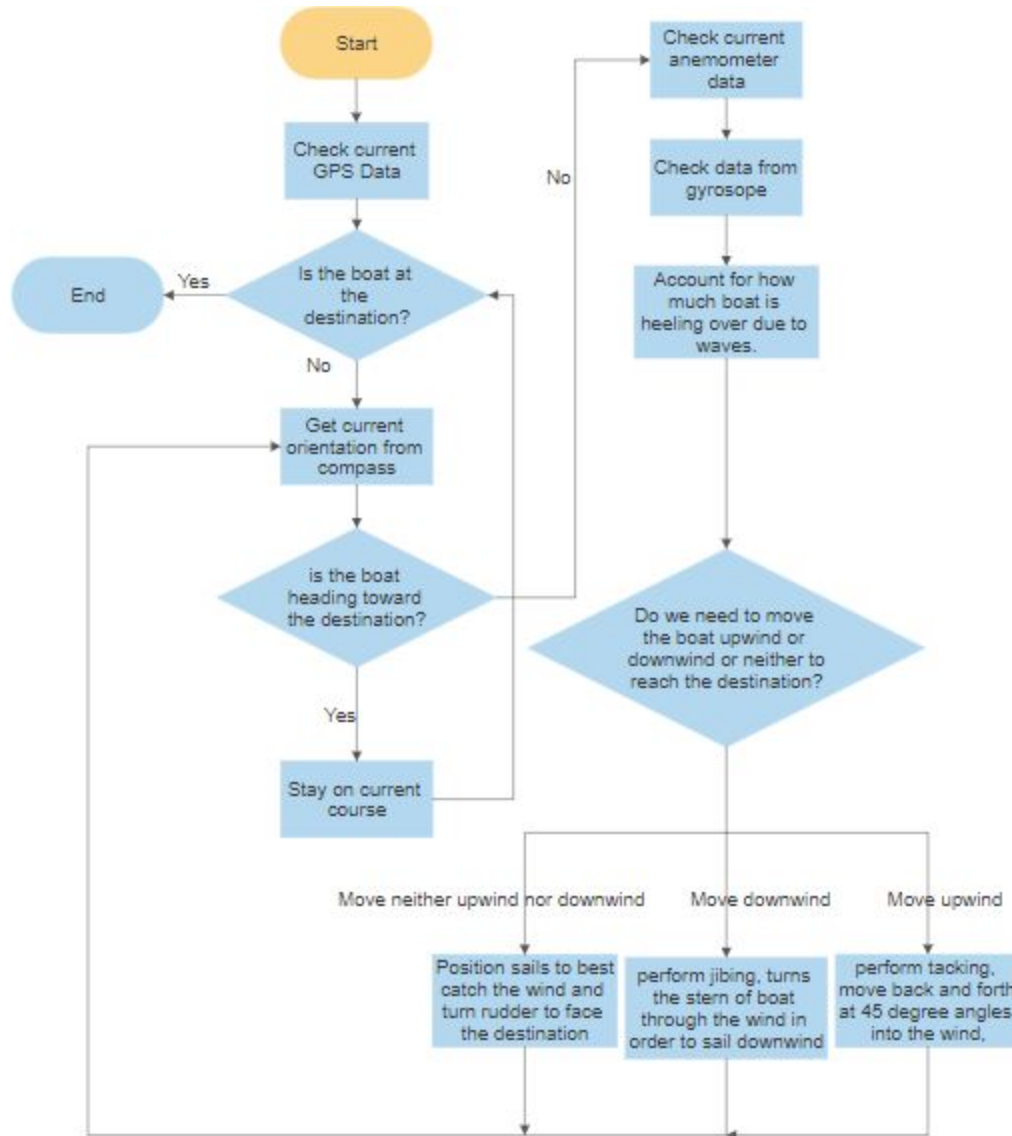 Start
Check current
GPS Data
Is the boat at
the
destination?
Yes
End
No
Get current
orientation from
compass
is the boat
heading toward
the destination?
Yes
Stay on current
course
No
Check current
anemometer
data
Check data from
gyrosope
Account for how
much boat is
heeling over due to
waves.
Do we need to move
the boat upwind or
downwind or neither to
reach the destination?
Move neither upwind nor downwind
Position sails to best
catch the wind and
turn rudder to face
the destination
Move downwind
perform jibing, turns
the stern of boat
through the wind in
order to sail downwind
Move upwind
perform tacking,
move back and forth
at 45 degree angles
into the wind,